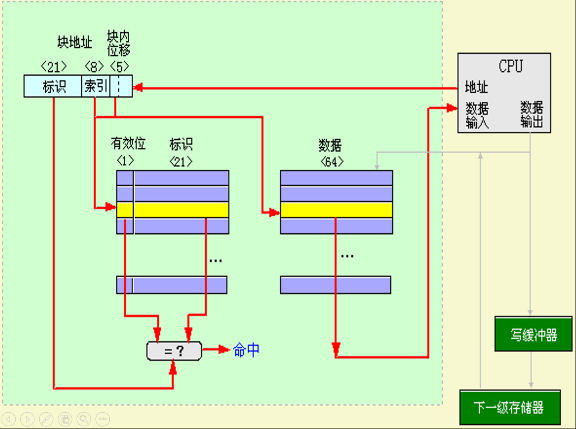 块地址
块内
位移
<21>
<8>
<5>
标识
索引
CPU
地址
数据
输入
数据
输出
有效位
<1>
标识
<21>
数据
<64>
...
...
=?
命中
写缓冲器
下一级存储器